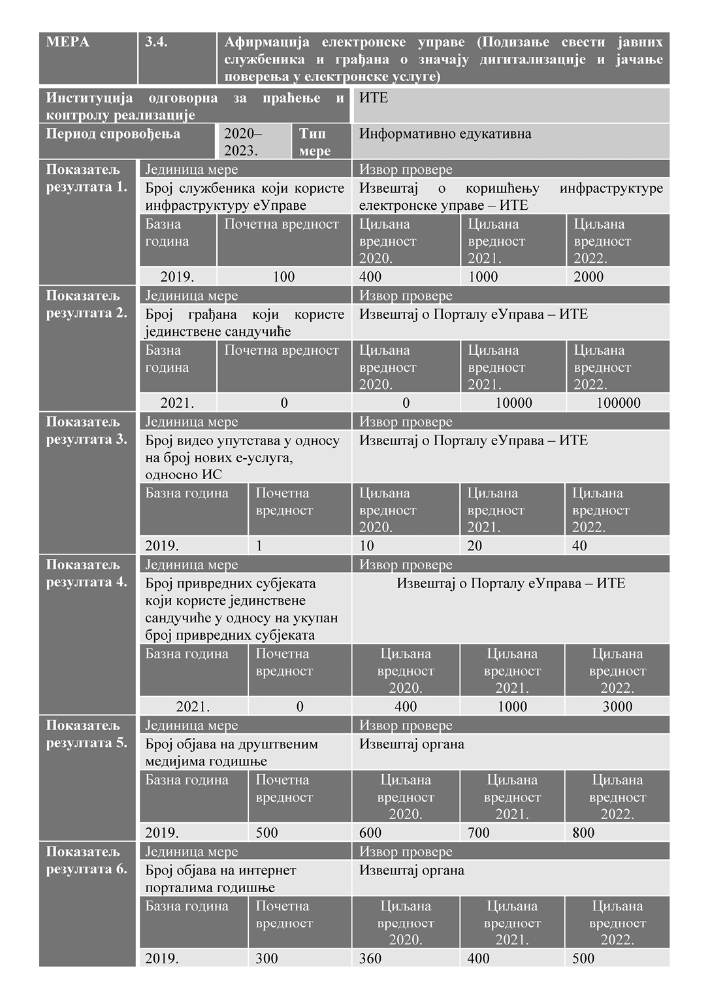 МЕРА 3.4. Афирмација електронске управе (Подизање свести јавних
службеника и грађана о значају дигитализације и јачање
поверења у електронске услуге)
Институција одговорна за праћење и
контролу реализације
ИТЕ
Период спровођења
2020–
2023.
Тип
мере
Информативно едукативна
Показатељ
резултата 1.
Јединица мере
Извор провере
Број службеника који користе
инфраструктуру еУправе
Извештај о коришћењу инфраструктуре
електронске управе – ИТЕ
Базна
година
Почетна вредност
Циљана
вредност
2020.
Циљана
вредност
2021.
Циљана
вредност
2022.
2019. 100 400 1000 2000
Показатељ
резултата 2.
Јединица мере
Извор провере
Број грађана који користе
јединствене сандучиће
Извештај о Порталу еУправа – ИТЕ
Базна
година
Почетна вредност
Циљана
вредност
2020.
Циљана
вредност
2021.
Циљана
вредност
2022.
2021. 0 0 10000 100000
Показатељ
резултата 3.
Јединица мере
Извор провере
Број видео упутстава у односу
на број нових е-услуга,
односно ИС
Извештај о Порталу еУправа – ИТЕ
Базна година
Почетна
вредност
Циљана
вредност
2020.
Циљана
вредност
2021.
Циљана
вредност
2022.
2019. 1 10 20 40
Показатељ
резултата 4.
Јединица мере
Извор провере
Број привредних субјеката
који користе јединствене
сандучиће у односу на укупан
број привредних субјеката
Извештај о Порталу еУправа – ИТЕ
Базна година
Почетна
вредност
Циљана
вредност
2020.
Циљана
вредност
2021.
Циљана
вредност
2022.
2021. 0 400 1000 3000
Показатељ
резултата 5.
Јединица мере
Извор провере
Број објава на друштвеним
медијима годишње
Извештај органа
Базна година
Почетна
вредност
Циљана
вредност
2020.
Циљана
вредност
2021.
Циљана
вредност
2022.
2019. 500 600 700 800
Показатељ
резултата 6.
Јединица мере
Извор провере
Број објава на интернет
порталима годишње
Извештај органа
Базна година
Почетна
вредност
Циљана
вредност
2020.
Циљана
вредност
2021.
Циљана
вредност
2022.
2019. 300 360 400 500